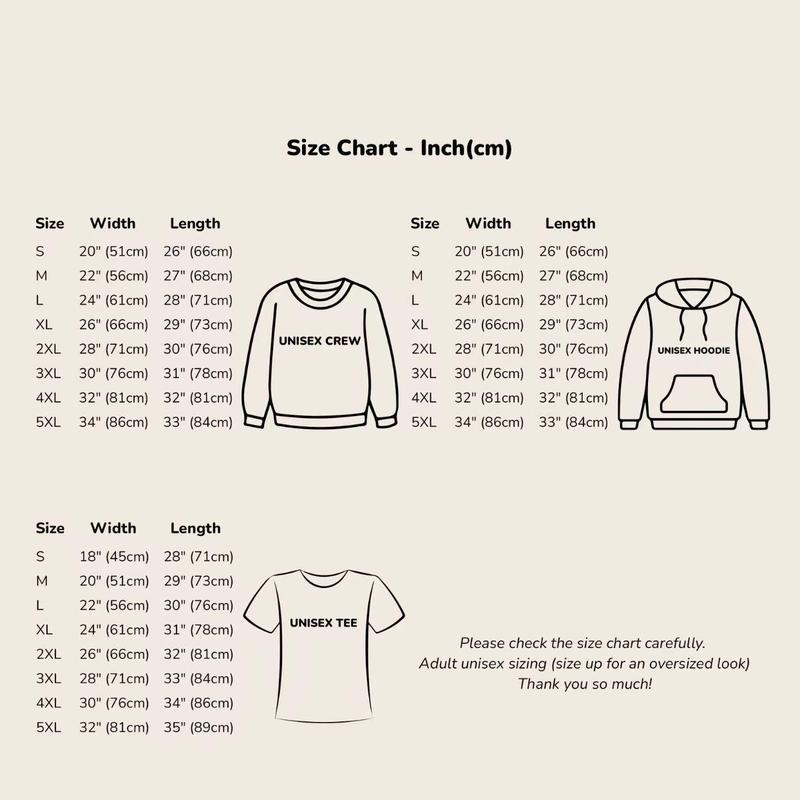 Size Chart - Inch(cm)
Size Width Length
S 20" (51cm) 26" (66cm)
M 22" (56cm) 27" (68cm)
L 24" (61cm) 28" (71cm)
XL 26" (66cm) 29" (73cm)
2XL 28" (71cm) 30" (76cm)
3XL 30" (76cm) 31" (78cm)
4XL 32" (81cm) 32" (81cm)
5XL 34" (86cm) 33" (84cm)
UNISEX CREW
Size Width Length
S 20" (51cm) 26" (66cm)
M 22" (56cm) 27" (68cm)
L 24" (61cm) 28" (71cm)
XL 26" (66cm) 29" (73cm)
2XL 28" (71cm) 30" (76cm)
3XL 30" (76cm) 31" (78cm)
4XL 32" (81cm) 32" (81cm)
5XL 34" (86cm) 33" (84cm)
UNISEX HOODIE
Size Width Length
S 18" (45cm) 28" (71cm)
M 20" (51cm) 29" (73cm)
L 22" (56cm) 30" (76cm)
XL 24" (61cm) 31" (78cm)
2XL 26" (66cm) 32" (81cm)
3XL 28" (71cm) 33" (84cm)
4XL 30" (76cm) 34" (86cm)
5XL 32" (81cm) 35" (89cm)
UNISEX TEE
Please check the size chart carefully.
Adult unisex sizing (size up for an oversized look)
Thank you so much!